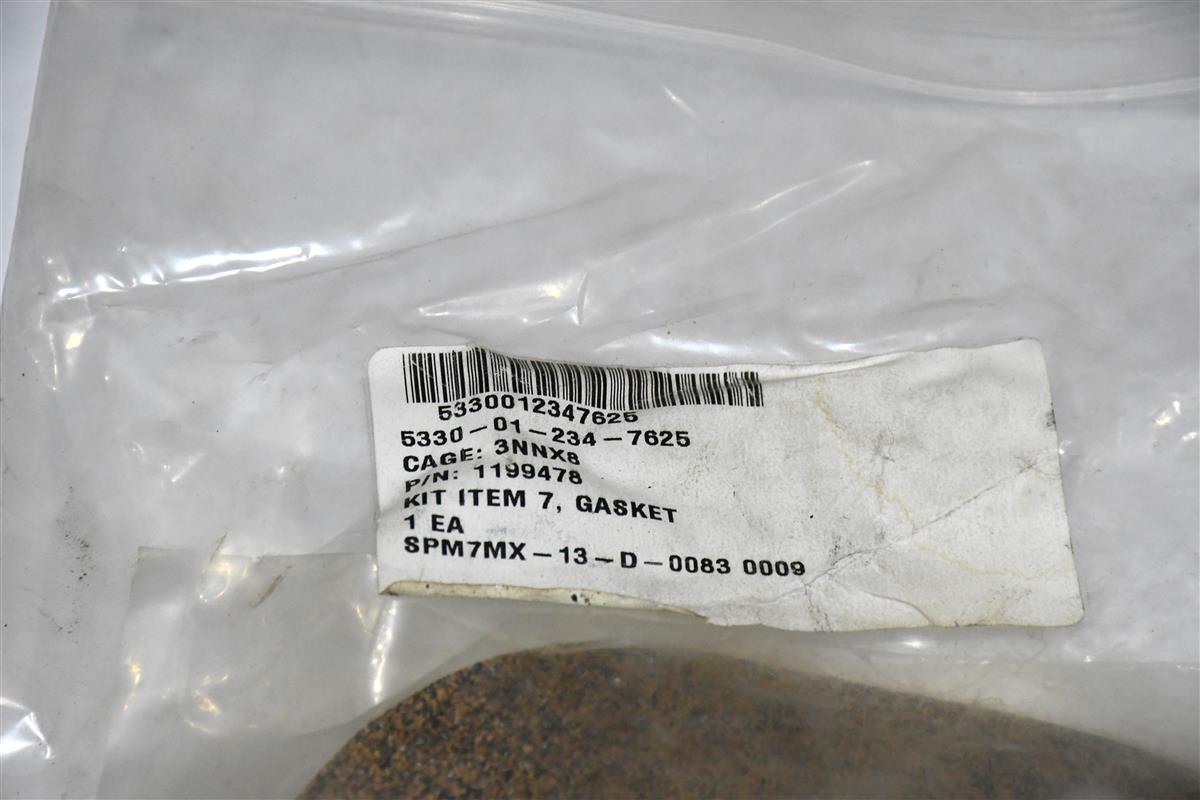 5330012347625
5330-01-234-7625
CAGE: 3NNX8
P/N: 1199478
KIT ITEM 7, GASKET
1 EA
SPM7MX-13-D-0083 0009